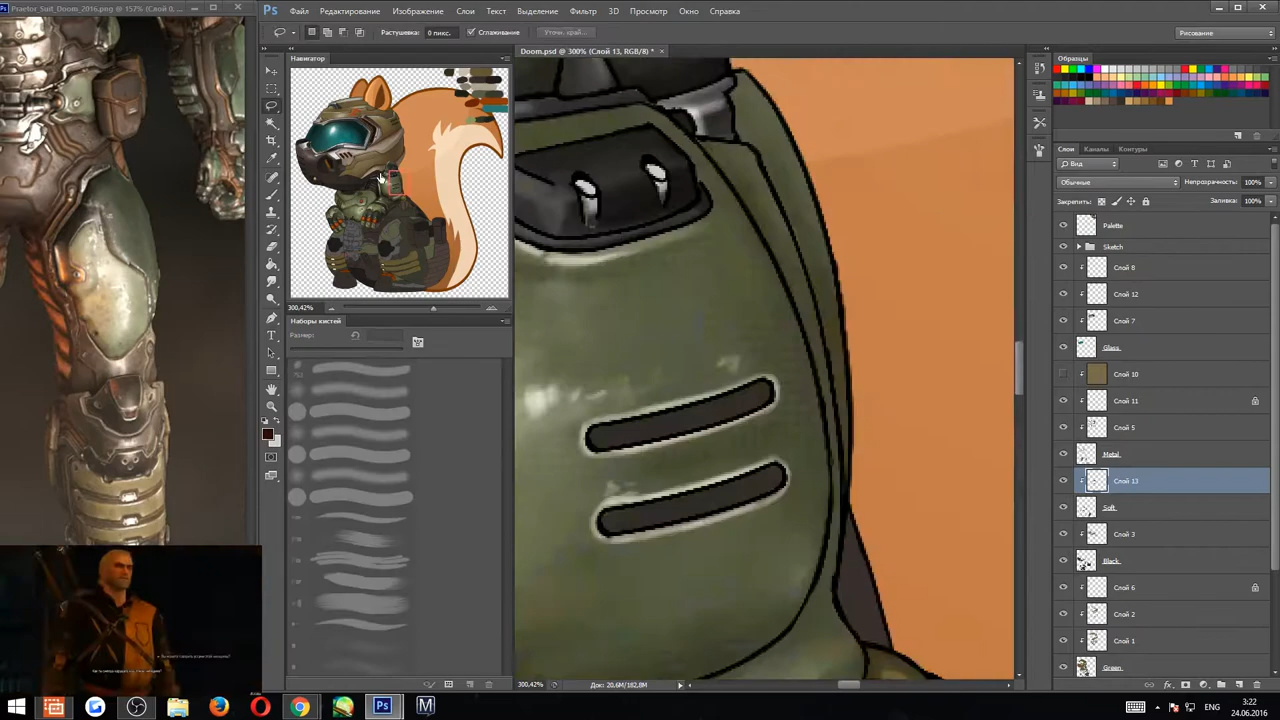 Praetor_Suit_Doom_2016.png @ 157% (Слой 0,
Ps
Файл Редактирование Изображение Слои Текст Выделение Фильтр 3D Просмотр Окно Справка
Растушевка: 0 пикс. Сглаживание Уточн. край... Рисование
Doom.psd @ 300% (Слой 13, RGB/8) * ×
Навигатор
300,42%
Наборы кистей
Размер:
Образцы
Слои Каналы Контуры
Вид
Обычные Непрозрачность: 100%
Закрепить: Заливка: 100%
Palette
Sketch
Слой 8
Слой 12
Слой 7
Glass
Слой 10
Слой 11
Слой 5
Metal
Слой 13
Soft
Слой 3
Black
Слой 6
Слой 2
Слой 1
Green
300,42% Док: 20,6M/182,8M
ENG 3:22
24.06.2016